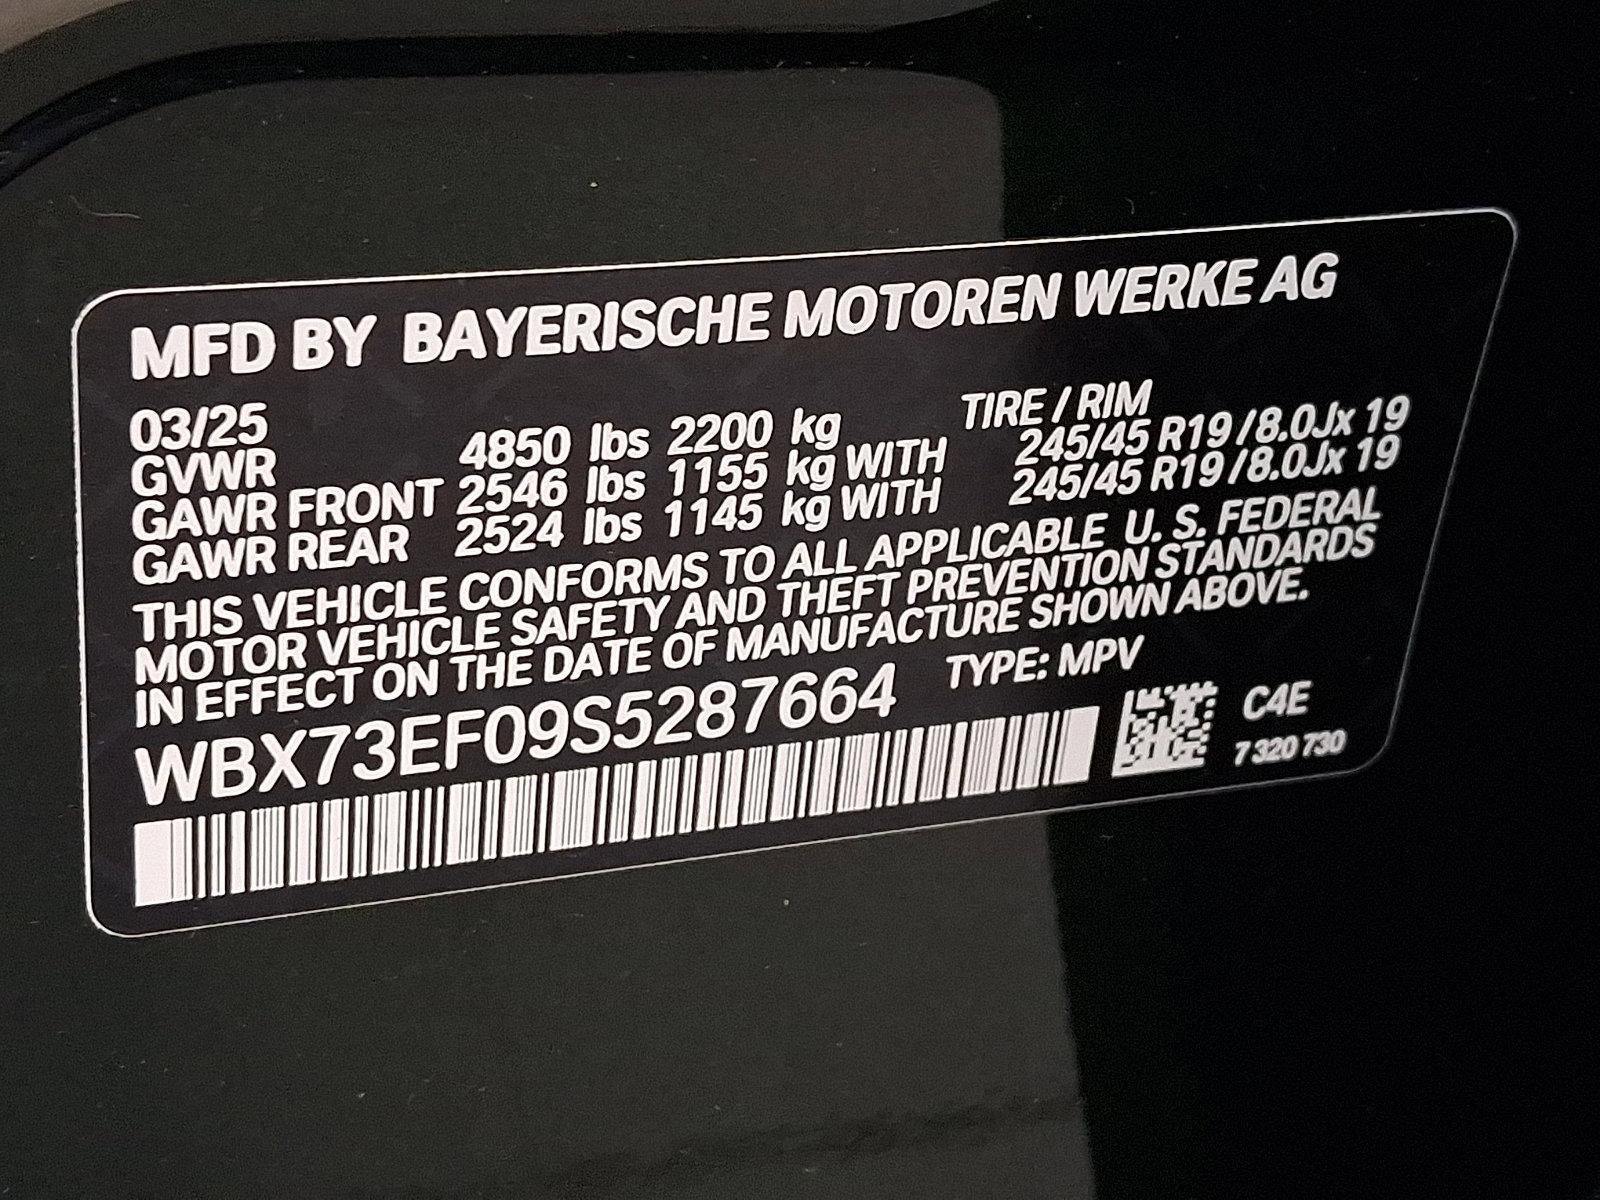 MFD BY BAYERISCHE MOTOREN WERKE AG
03/25 TIRE / RIM
GVWR 4850 lbs 2200 kg
GAWR FRONT 2546 lbs 1155 kg WITH 245/45 R19 /8.0Jx 19
GAWR REAR 2524 lbs 1145 kg WITH 245/45 R19 /8.0Jx 19
THIS VEHICLE CONFORMS TO ALL APPLICABLE U. S. FEDERAL
MOTOR VEHICLE SAFETY AND THEFT PREVENTION STANDARDS
IN EFFECT ON THE DATE OF MANUFACTURE SHOWN ABOVE.
WBX73EF09S5287664 TYPE: MPV
C4E
7 320 730